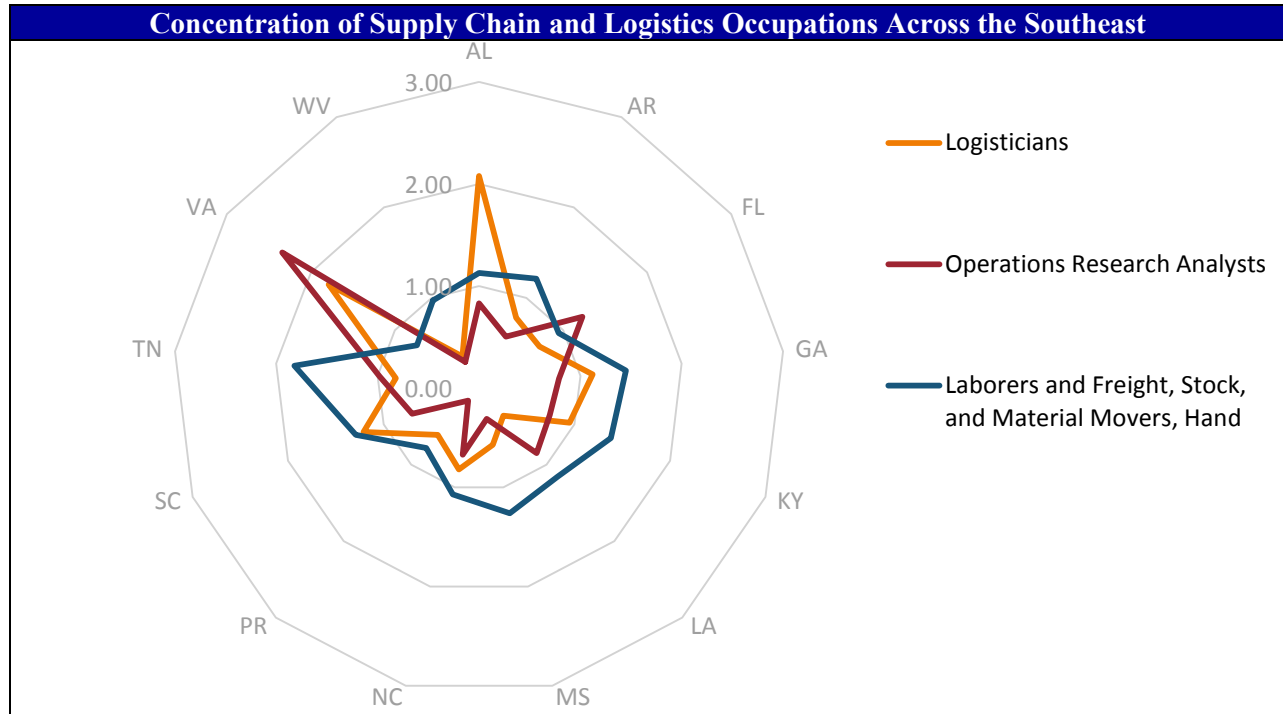 Concentration of Supply Chain and Logistics Occupations Across the Southeast
AL
3.00
WV
AR
Logisticians
2.00
VA
FL
Operations Research Analysts
1.00
TN
GA
0.00
Laborers and Freight, Stock,
and Material Movers, Hand
SC
KY
PR
LA
NC
MS